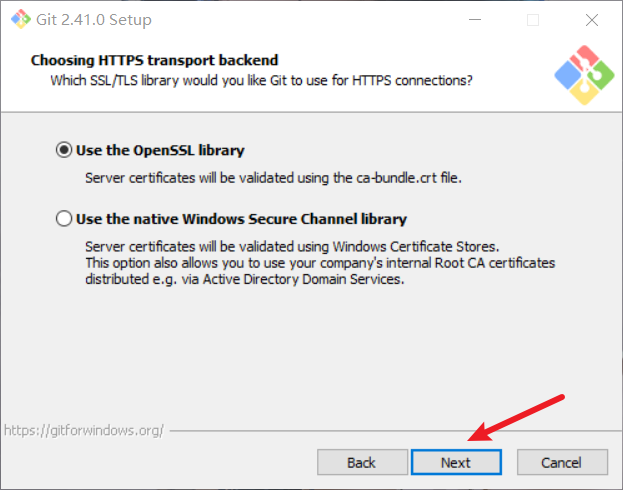 Git 2.41.0 Setup
Choosing HTTPS transport backend
Which SSL/TLS library would you like Git to use for HTTPS connections?
Use the OpenSSL library
Server certificates will be validated using the ca-bundle.crt file.
Use the native Windows Secure Channel library
Server certificates will be validated using Windows Certificate Stores.
This option also allows you to use your company's internal Root CA certificates
distributed e.g. via Active Directory Domain Services.
https://gitforwindows.org/
Back Next Cancel